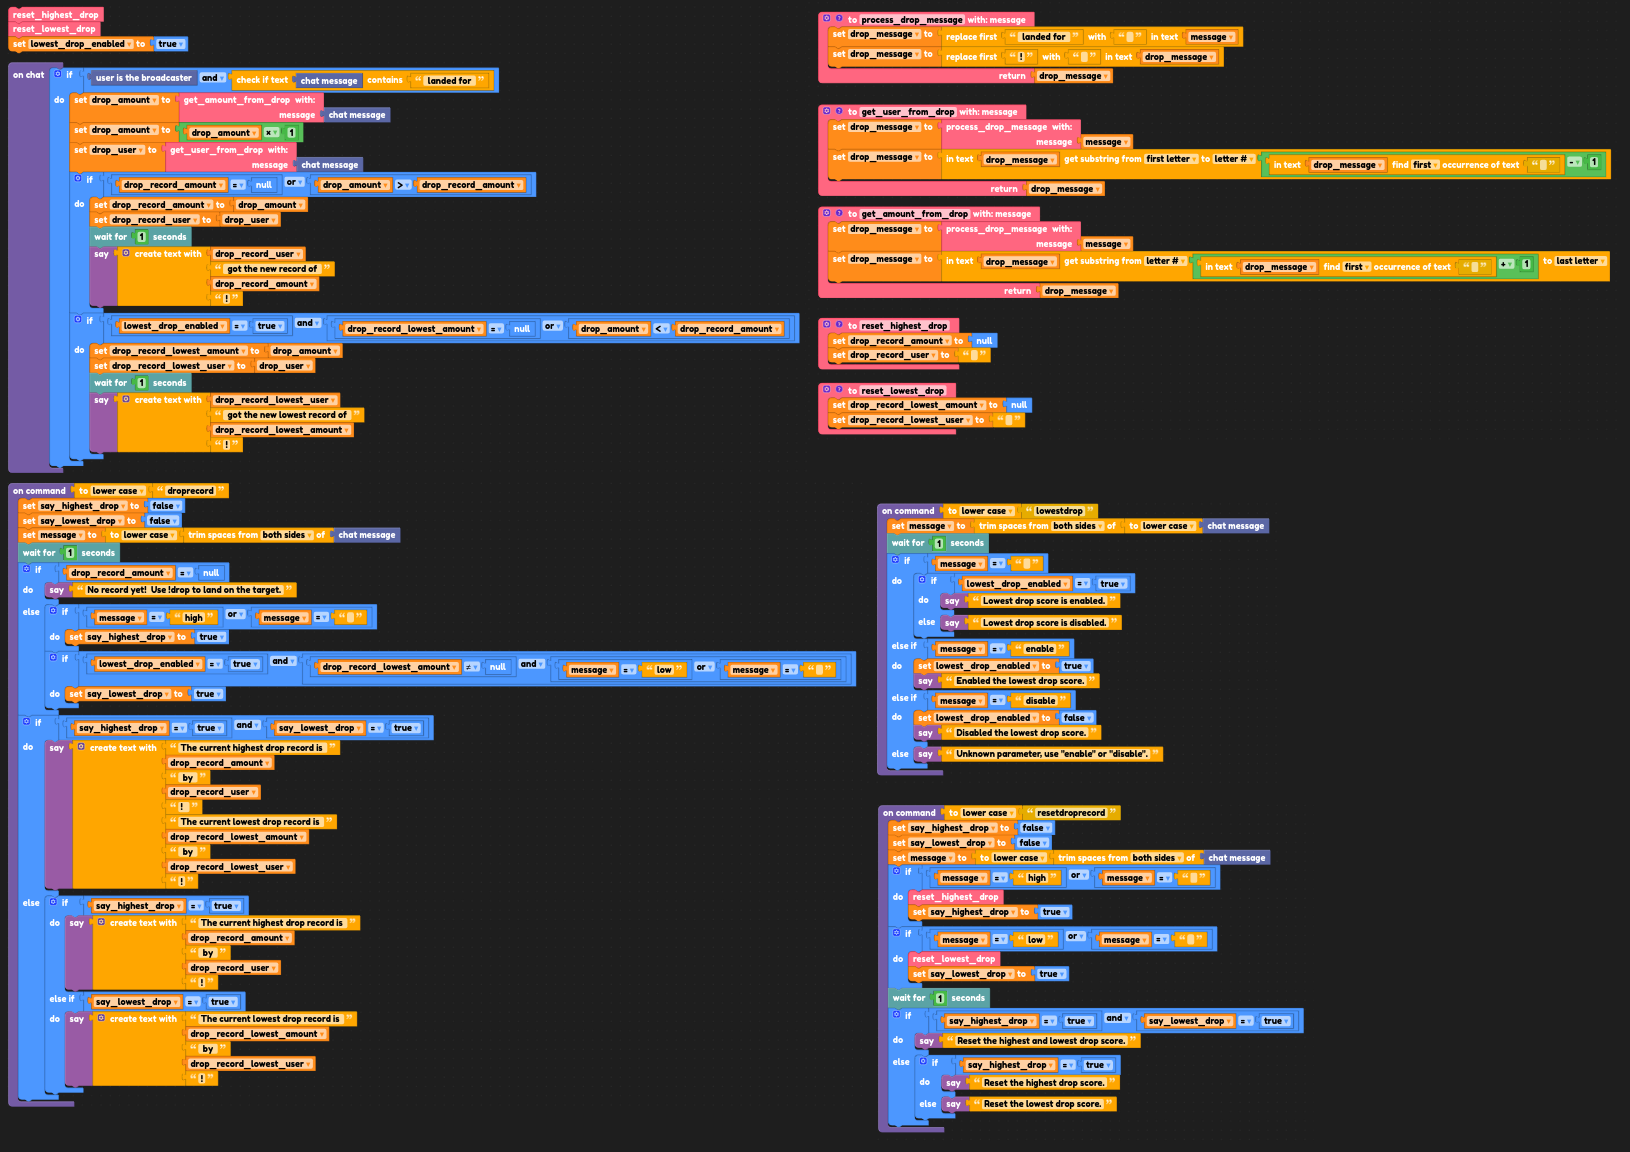 reset_highest_drop
reset_lowest_drop
set lowest_drop_enabled to true
on chat if user is the broadcaster and check if text chat message contains “ landed for ”
do set drop_amount to get_amount_from_drop with:
message chat message
set drop_amount to drop_amount × 1
set drop_user to get_user_from_drop with:
message chat message
if drop_record_amount = null or drop_amount > drop_record_amount
do set drop_record_amount to drop_amount
set drop_record_user to drop_user
wait for 1 seconds
say create text with drop_record_user
“ got the new record of ”
drop_record_amount
“ ! ”
if lowest_drop_enabled = true and drop_record_lowest_amount = null or drop_amount < drop_record_amount
do set drop_record_lowest_amount to drop_amount
set drop_record_lowest_user to drop_user
wait for 1 seconds
say create text with drop_record_lowest_user
“ got the new lowest record of ”
drop_record_lowest_amount
“ ! ”
on command to lower case “ droprecord ”
set say_highest_drop to false
set say_lowest_drop to false
set message to to lower case trim spaces from both sides of chat message
wait for 1 seconds
if drop_record_amount = null
do say “ No record yet! Use !drop to land on the target. ”
else if message = “ high ” or message = “ ”
do set say_highest_drop to true
if lowest_drop_enabled = true and drop_record_lowest_amount ≠ null and message = “ low ” or message = “ ”
do set say_lowest_drop to true
if say_highest_drop = true and say_lowest_drop = true
do say create text with “ The current highest drop record is ”
drop_record_amount
“ by ”
drop_record_user
“ ! ”
“ The current lowest drop record is ”
drop_record_lowest_amount
“ by ”
drop_record_lowest_user
“ ! ”
else if say_highest_drop = true
do say create text with “ The current highest drop record is ”
drop_record_amount
“ by ”
drop_record_user
“ ! ”
else if say_lowest_drop = true
do say create text with “ The current lowest drop record is ”
drop_record_lowest_amount
“ by ”
drop_record_lowest_user
“ ! ”
to process_drop_message with: message
set drop_message to replace first “ landed for ” with “ ” in text message
set drop_message to replace first “ ! ” with “ ” in text drop_message
return drop_message
to get_user_from_drop with: message
set drop_message to process_drop_message with:
message message
set drop_message to in text drop_message get substring from first letter to letter # in text drop_message find first occurrence of text “ ” - 1
return drop_message
to get_amount_from_drop with: message
set drop_message to process_drop_message with:
message message
set drop_message to in text drop_message get substring from letter # in text drop_message find first occurrence of text “ ” + 1 to last letter
return drop_message
to reset_highest_drop
set drop_record_amount to null
set drop_record_user to “ ”
to reset_lowest_drop
set drop_record_lowest_amount to null
set drop_record_lowest_user to “ ”
on command to lower case “ lowestdrop ”
set message to trim spaces from both sides of to lower case chat message
wait for 1 seconds
if message = “ ”
do if lowest_drop_enabled = true
do say “ Lowest drop score is enabled. ”
else say “ Lowest drop score is disabled. ”
else if message = “ enable ”
do set lowest_drop_enabled to true
say “ Enabled the lowest drop score. ”
else if message = “ disable ”
do set lowest_drop_enabled to false
say “ Disabled the lowest drop score. ”
else say “ Unknown parameter, use "enable" or "disable". ”
on command to lower case “ resetdroprecord ”
set say_highest_drop to false
set say_lowest_drop to false
set message to to lower case trim spaces from both sides of chat message
if message = “ high ” or message = “ ”
do reset_highest_drop
set say_highest_drop to true
if message = “ low ” or message = “ ”
do reset_lowest_drop
set say_lowest_drop to true
wait for 1 seconds
if say_highest_drop = true and say_lowest_drop = true
do say “ Reset the highest and lowest drop score. ”
else if say_highest_drop = true
do say “ Reset the highest drop score. ”
else say “ Reset the lowest drop score. ”